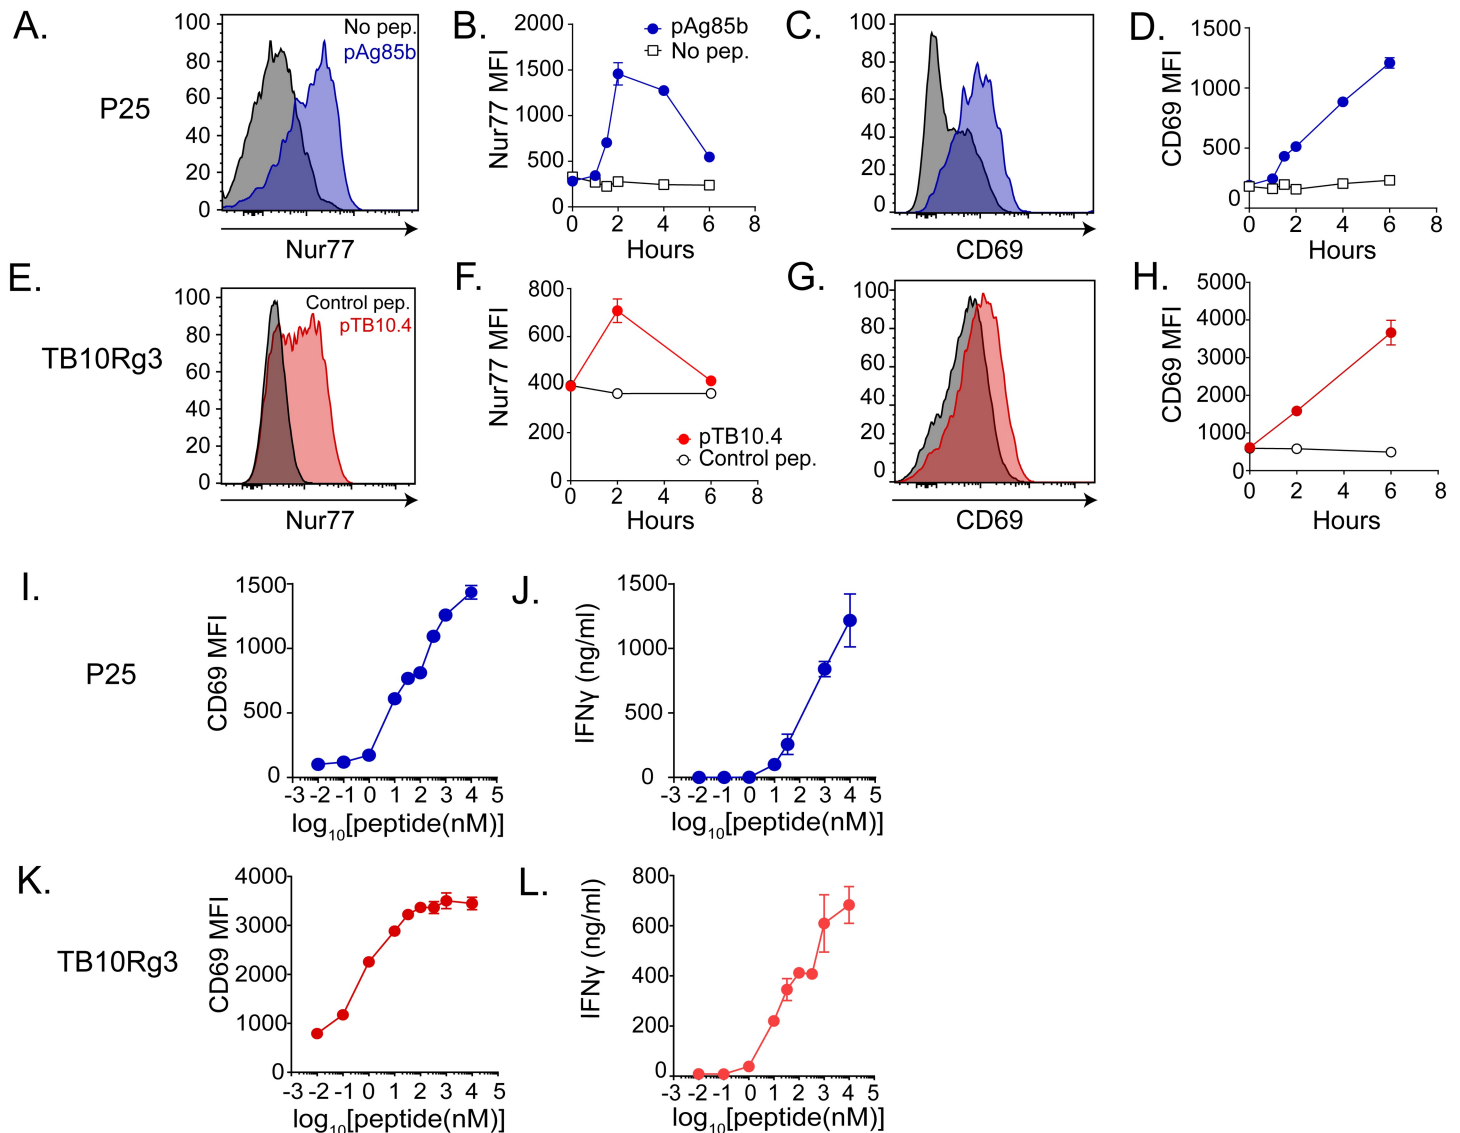 A.
P25
100
80
60
40
20
0
No pep.
pAg85b
Nur77
B.
Nur77 MFI
2000
1500
1000
500
0
pAg85b
No pep.
0 2 4 6 8
Hours
C.
100
80
60
40
20
0
CD69
D.
CD69 MFI
1500
1000
500
0
0 2 4 6 8
Hours
E.
TB10Rg3
100
80
60
40
20
0
Control pep.
pTB10.4
Nur77
F.
Nur77 MFI
800
600
400
200
0
pTB10.4
Control pep.
0 2 4 6 8
Hours
G.
100
80
60
40
20
0
CD69
H.
CD69 MFI
5000
4000
3000
2000
1000
0
0 2 4 6 8
Hours
I.
P25
CD69 MFI
1500
1000
500
0
-3 -2 -1 0 1 2 3 4 5
log10[peptide(nM)]
J.
IFNγ (ng/ml)
1500
1000
500
0
-3 -2 -1 0 1 2 3 4 5
log10[peptide(nM)]
K.
TB10Rg3
CD69 MFI
4000
3000
2000
1000
0
-3 -2 -1 0 1 2 3 4 5
log10[peptide(nM)]
L.
IFNγ (ng/ml)
800
600
400
200
0
-3 -2 -1 0 1 2 3 4 5
log10[peptide(nM)]